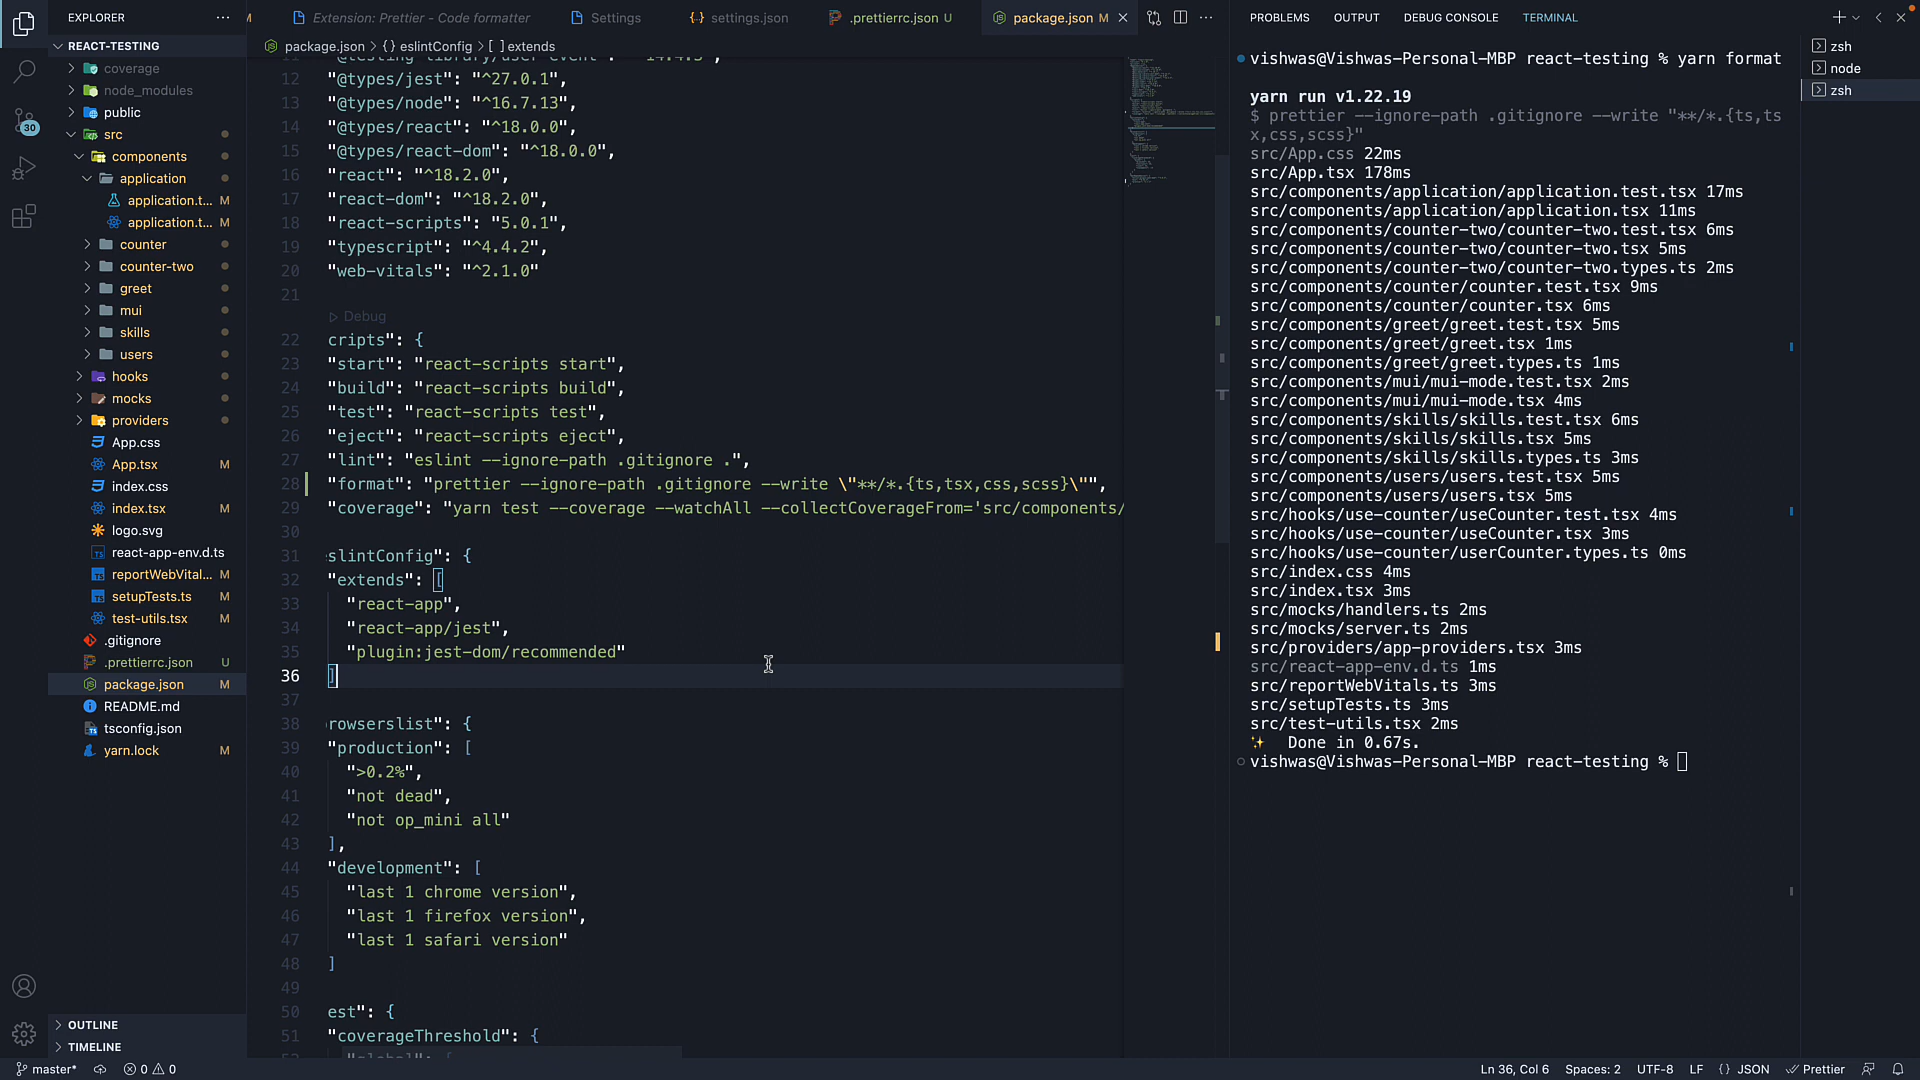 EXPLORER
REACT-TESTING
coverage
node_modules
public
src
components
application
application.t... M
application.t... M
counter
counter-two
greet
mui
skills
users
hooks
mocks
providers
App.css
App.tsx M
index.css
index.tsx M
logo.svg
react-app-env.d.ts
reportWebVital... M
setupTests.ts M
test-utils.tsx M
.gitignore
.prettierrc.json U
package.json M
README.md
tsconfig.json
yarn.lock M
OUTLINE
TIMELINE
30
M Extension: Prettier - Code formatter Settings {..} settings.json .prettierrc.json U package.json M
package.json > {} eslintConfig > [ ] extends
12 "@types/jest": "^27.0.1",
13 "@types/node": "^16.7.13",
14 "@types/react": "^18.0.0",
15 "@types/react-dom": "^18.0.0",
16 "react": "^18.2.0",
17 "react-dom": "^18.2.0",
18 "react-scripts": "5.0.1",
19 "typescript": "^4.4.2",
20 "web-vitals": "^2.1.0"
21
Debug
22 cripts": {
23 "start": "react-scripts start",
24 "build": "react-scripts build",
25 "test": "react-scripts test",
26 "eject": "react-scripts eject",
27 "lint": "eslint --ignore-path .gitignore .",
28 "format": "prettier --ignore-path .gitignore --write \"**/*.{ts,tsx,css,scss}\"",
29 "coverage": "yarn test --coverage --watchAll --collectCoverageFrom='src/components/
30
31 slintConfig": {
32 "extends": [
33 "react-app",
34 "react-app/jest",
35 "plugin:jest-dom/recommended"
36 ]
37
38 rowserslist": {
39 "production": [
40 ">0.2%",
41 "not dead",
42 "not op_mini all"
43 ],
44 "development": [
45 "last 1 chrome version",
46 "last 1 firefox version",
47 "last 1 safari version"
48 ]
49
50 est": {
51 "coverageThreshold": {
PROBLEMS OUTPUT DEBUG CONSOLE TERMINAL
vishwas@Vishwas-Personal-MBP react-testing % yarn format
yarn run v1.22.19
$ prettier --ignore-path .gitignore --write "**/*.{ts,ts
x,css,scss}"
src/App.css 22ms
src/App.tsx 178ms
src/components/application/application.test.tsx 17ms
src/components/application/application.tsx 11ms
src/components/counter-two/counter-two.test.tsx 6ms
src/components/counter-two/counter-two.tsx 5ms
src/components/counter-two/counter-two.types.ts 2ms
src/components/counter/counter.test.tsx 9ms
src/components/counter/counter.tsx 6ms
src/components/greet/greet.test.tsx 5ms
src/components/greet/greet.tsx 1ms
src/components/greet/greet.types.ts 1ms
src/components/mui/mui-mode.test.tsx 2ms
src/components/mui/mui-mode.tsx 4ms
src/components/skills/skills.test.tsx 6ms
src/components/skills/skills.tsx 5ms
src/components/skills/skills.types.ts 3ms
src/components/users/users.test.tsx 5ms
src/components/users/users.tsx 5ms
src/hooks/use-counter/useCounter.test.tsx 4ms
src/hooks/use-counter/useCounter.tsx 3ms
src/hooks/use-counter/userCounter.types.ts 0ms
src/index.css 4ms
src/index.tsx 3ms
src/mocks/handlers.ts 2ms
src/mocks/server.ts 2ms
src/providers/app-providers.tsx 3ms
src/react-app-env.d.ts 1ms
src/reportWebVitals.ts 3ms
src/setupTests.ts 3ms
src/test-utils.tsx 2ms
✨ Done in 0.67s.
vishwas@Vishwas-Personal-MBP react-testing %
zsh
node
zsh
master* 0 0 Ln 36, Col 6 Spaces: 2 UTF-8 LF {} JSON Prettier